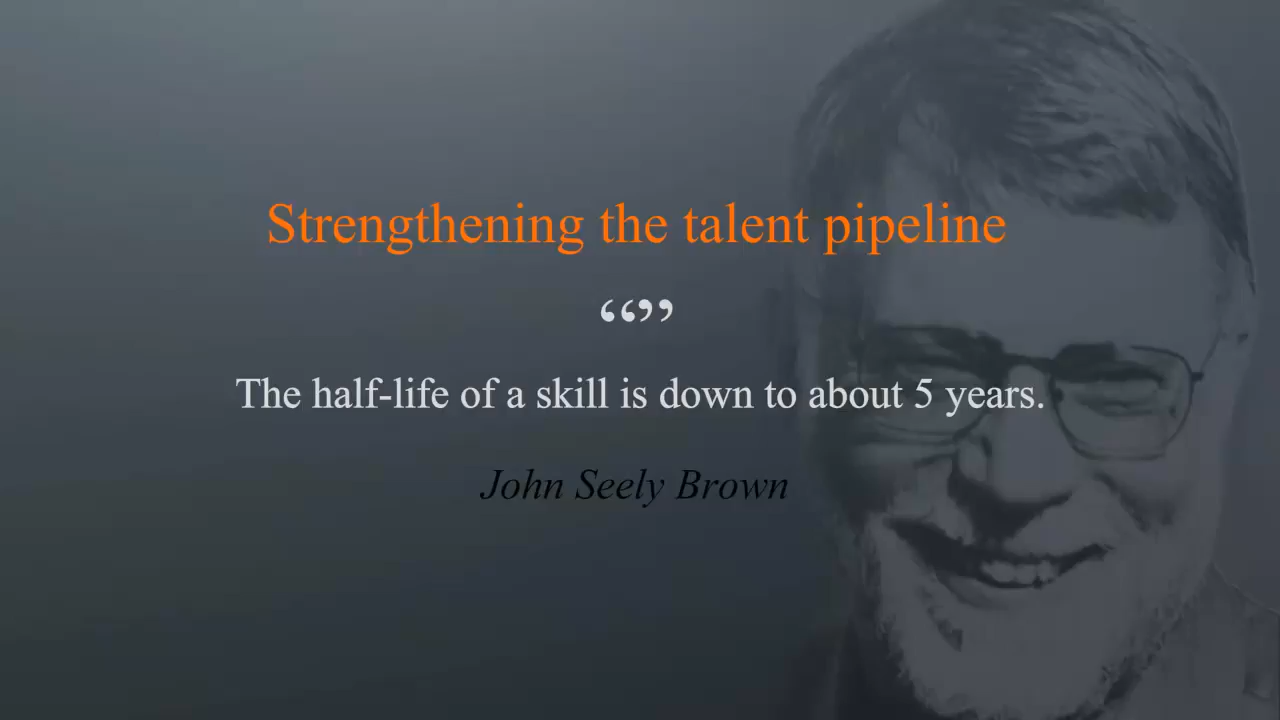 Strengthening the talent pipeline
“”
The half-life of a skill is down to about 5 years.
John Seely Brown